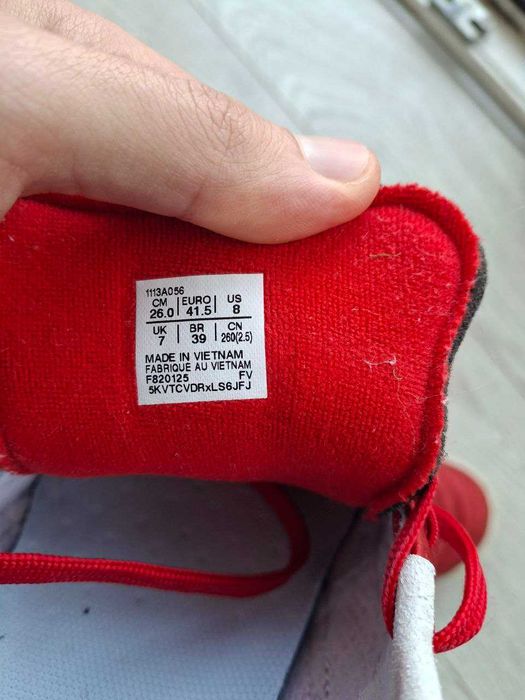 1113A056
CM EURO US
26.0 41.5 8
UK BR CN
7 39 260(2.5)
MADE IN VIETNAM
FABRIQUE AU VIETNAM
F820125 FV
5KVTCVDRxLS6JFJ